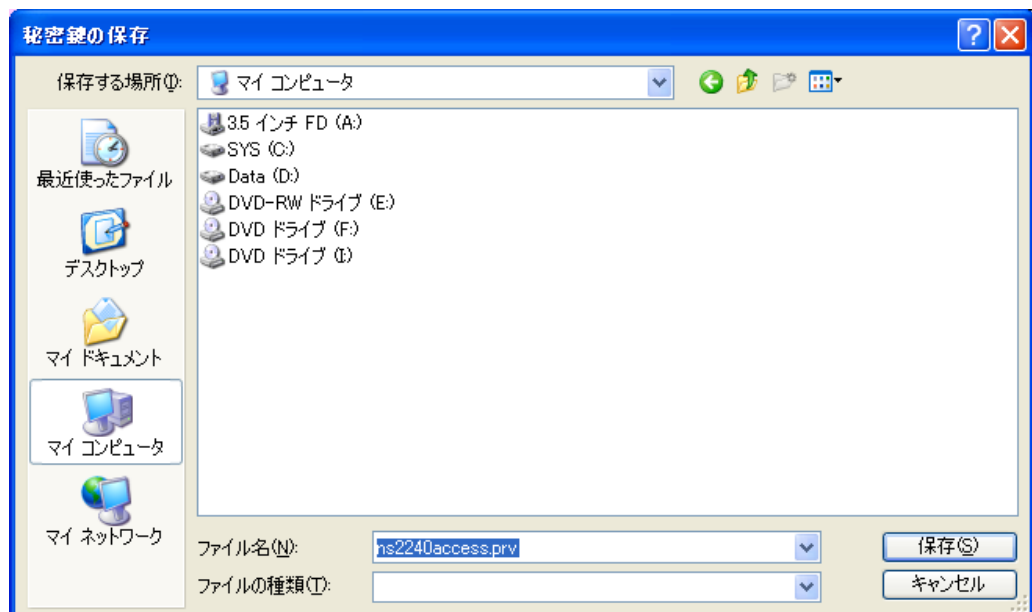 秘密鍵の保存
保存する場所(I):
マイ コンピュータ
最近使ったファイル
デスクトップ
マイ ドキュメント
マイ コンピュータ
マイ ネットワーク
3.5 インチ FD (A:)
SYS (C:)
Data (D:)
DVD-RW ドライブ (E:)
DVD ドライブ (F:)
DVD ドライブ (I:)
ファイル名(N):
ns2240access.prv
保存(S)
ファイルの種類(T):
キャンセル